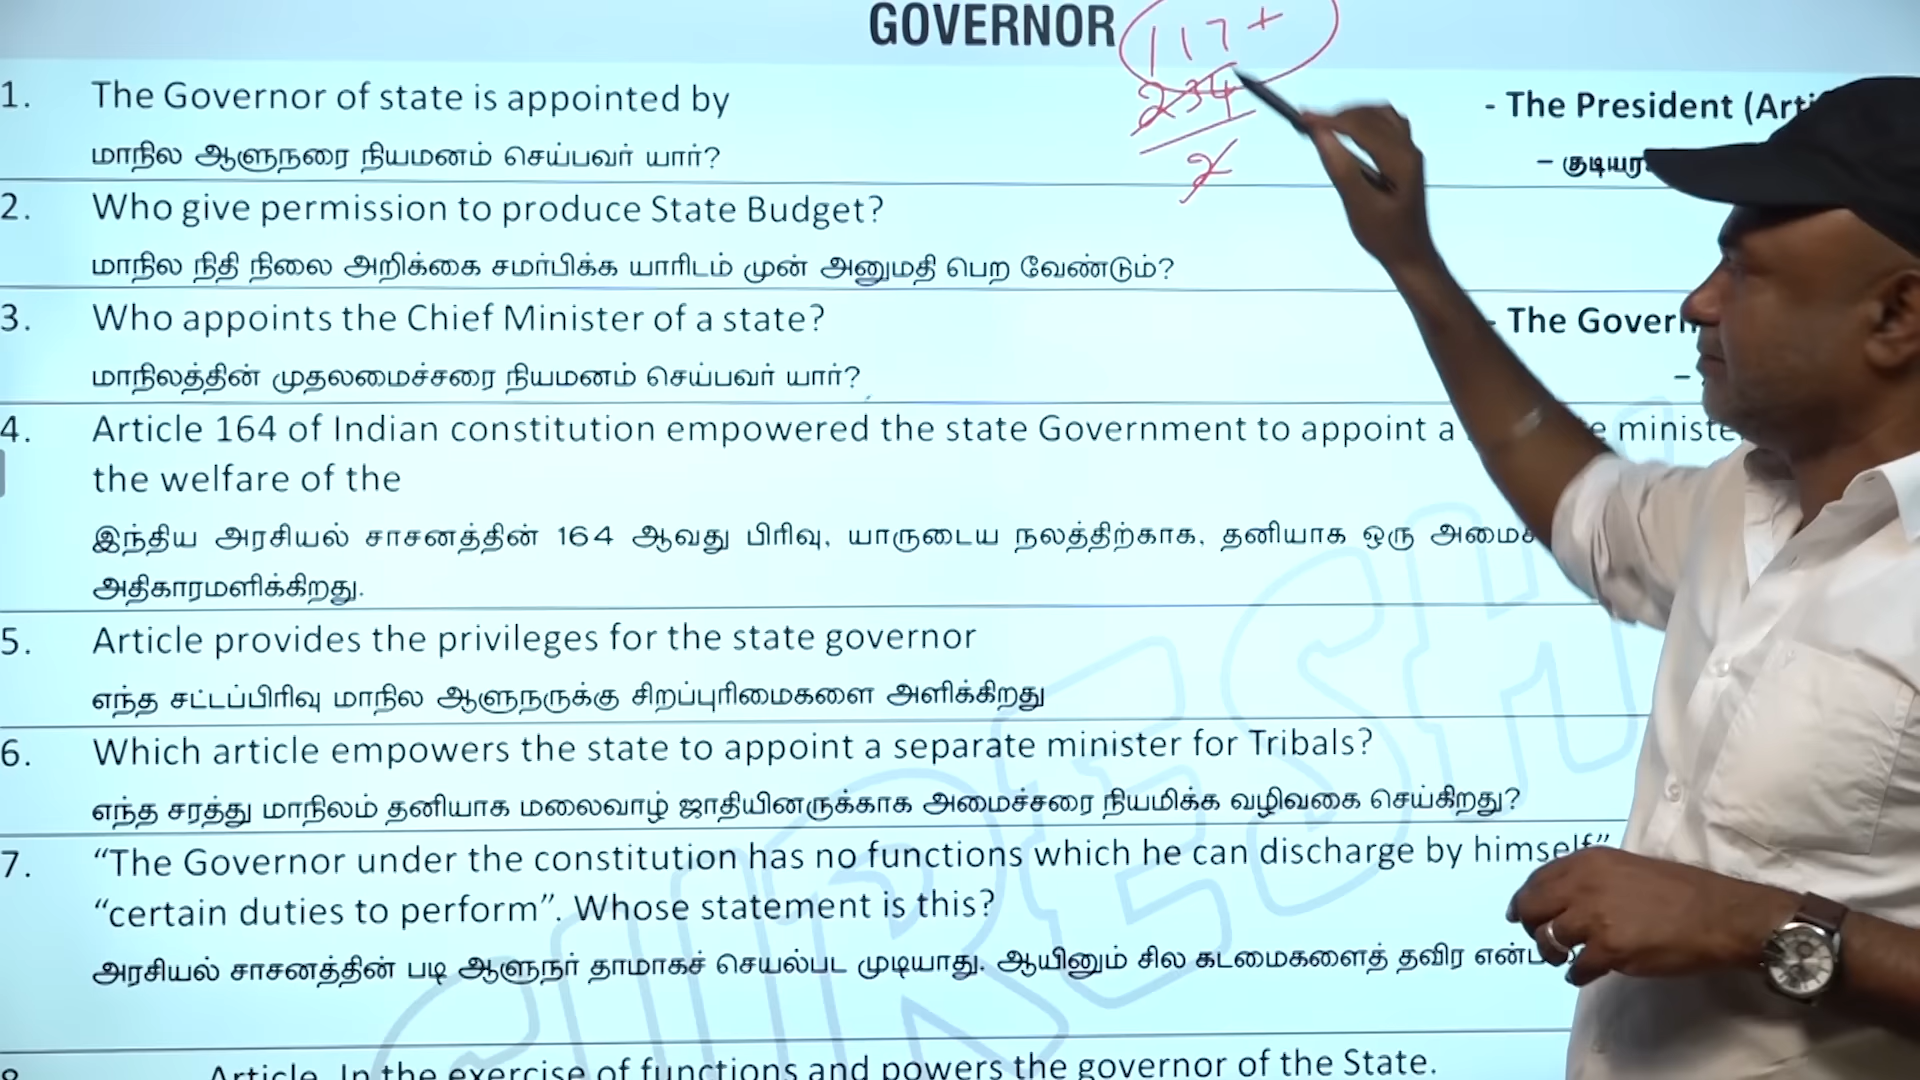 GOVERNOR
117+
234
2
1. The Governor of state is appointed by - The President
மாநில ஆளுநரை நியமனம் செய்பவர் யார்? –
2. Who give permission to produce State Budget?
மாநில நிதி நிலை அறிக்கை சமர்பிக்க யாரிடம் முன் அனுமதி பெற வேண்டும்?
3. Who appoints the Chief Minister of a state? - The
மாநிலத்தின் முதலமைச்சரை நியமனம் செய்பவர் யார்? –
4. Article 164 of Indian constitution empowered the state Government to appoint a
the welfare of the
இந்திய அரசியல் சாசனத்தின் 164 ஆவது பிரிவு, யாருடைய நலத்திற்காக, தனியாக ஒரு
அதிகாரமளிக்கிறது.
5. Article provides the privileges for the state governor
எந்த சட்டப்பிரிவு மாநில ஆளுநருக்கு சிறப்புரிமைகளை அளிக்கிறது
6. Which article empowers the state to appoint a separate minister for Tribals?
எந்த சரத்து மாநிலம் தனியாக மலைவாழ் ஜாதியினருக்காக அமைச்சரை நியமிக்க வழிவகை செய்கிறது?
7. “The Governor under the constitution has no functions which he can discharge by himself”
“certain duties to perform”. Whose statement is this?
அரசியல் சாசனத்தின் படி ஆளுநர் தாமாகச் செயல்பட முடியாது. ஆயினும் சில கடமைகளைத் தவிர
Article. In the exercise of functions and powers the governor of the State.
SURESH